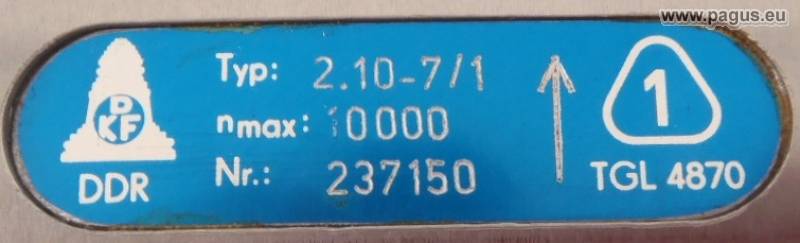 www.pagus.eu
DKF
DDR
Typ: 2.10-7/1
nmax: 10000
Nr.: 237150
1
TGL 4870